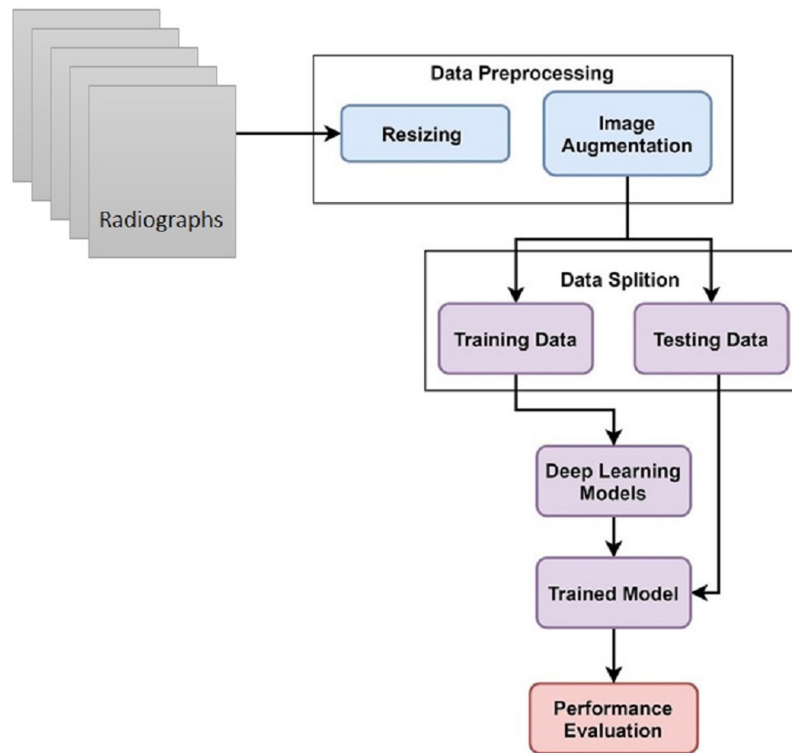 Radiographs
Data Preprocessing
Resizing
Image
Augmentation
Data Splition
Training Data
Testing Data
Deep Learning
Models
Trained Model
Performance
Evaluation